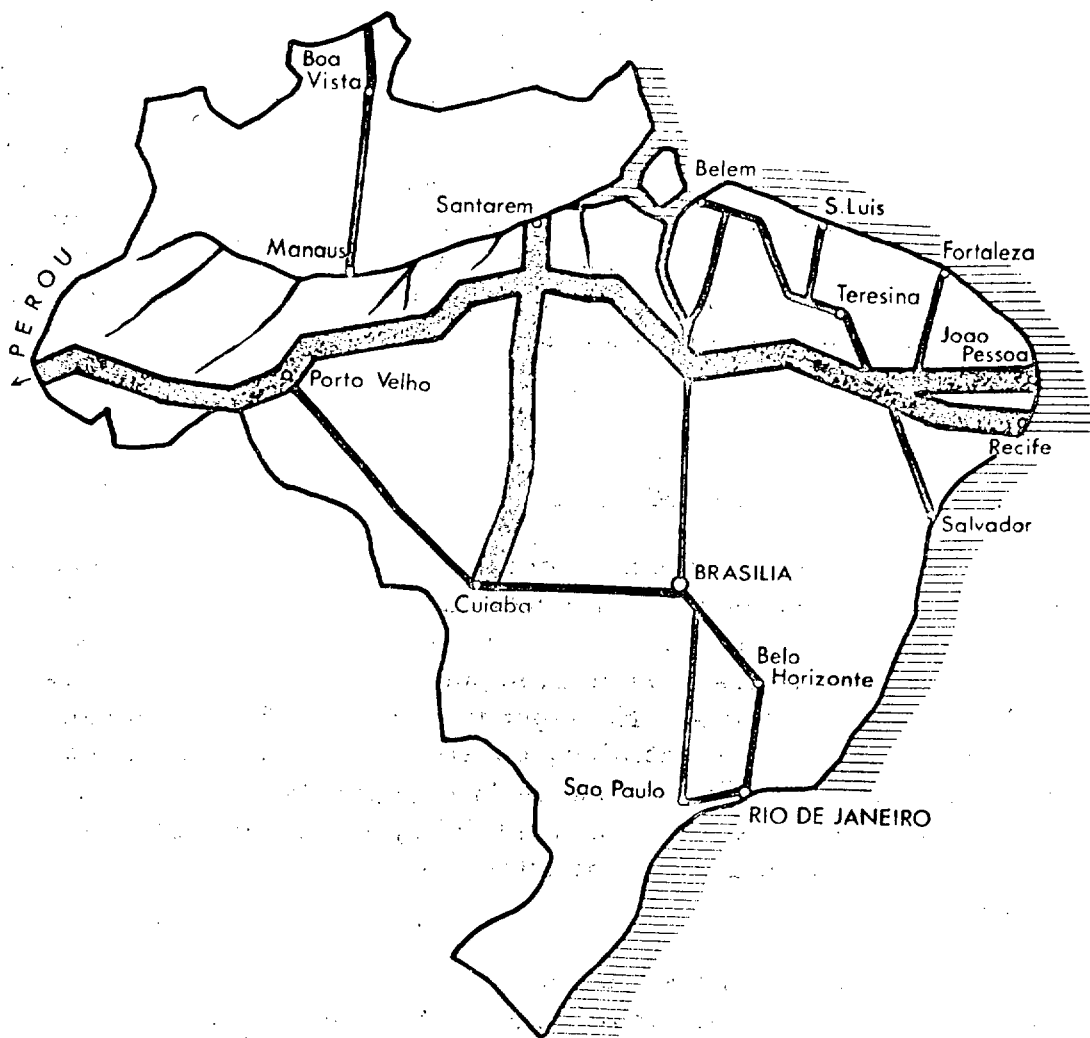 Boa
Vista
Belem
Santarem
S.Luis
Manaus
Fortaleza
PEROU
Teresina
Joao
Pessoa
Porto Velho
Recife
Salvador
BRASILIA
Cuiaba
Belo
Horizonte
Sao Paulo
RIO DE JANEIRO